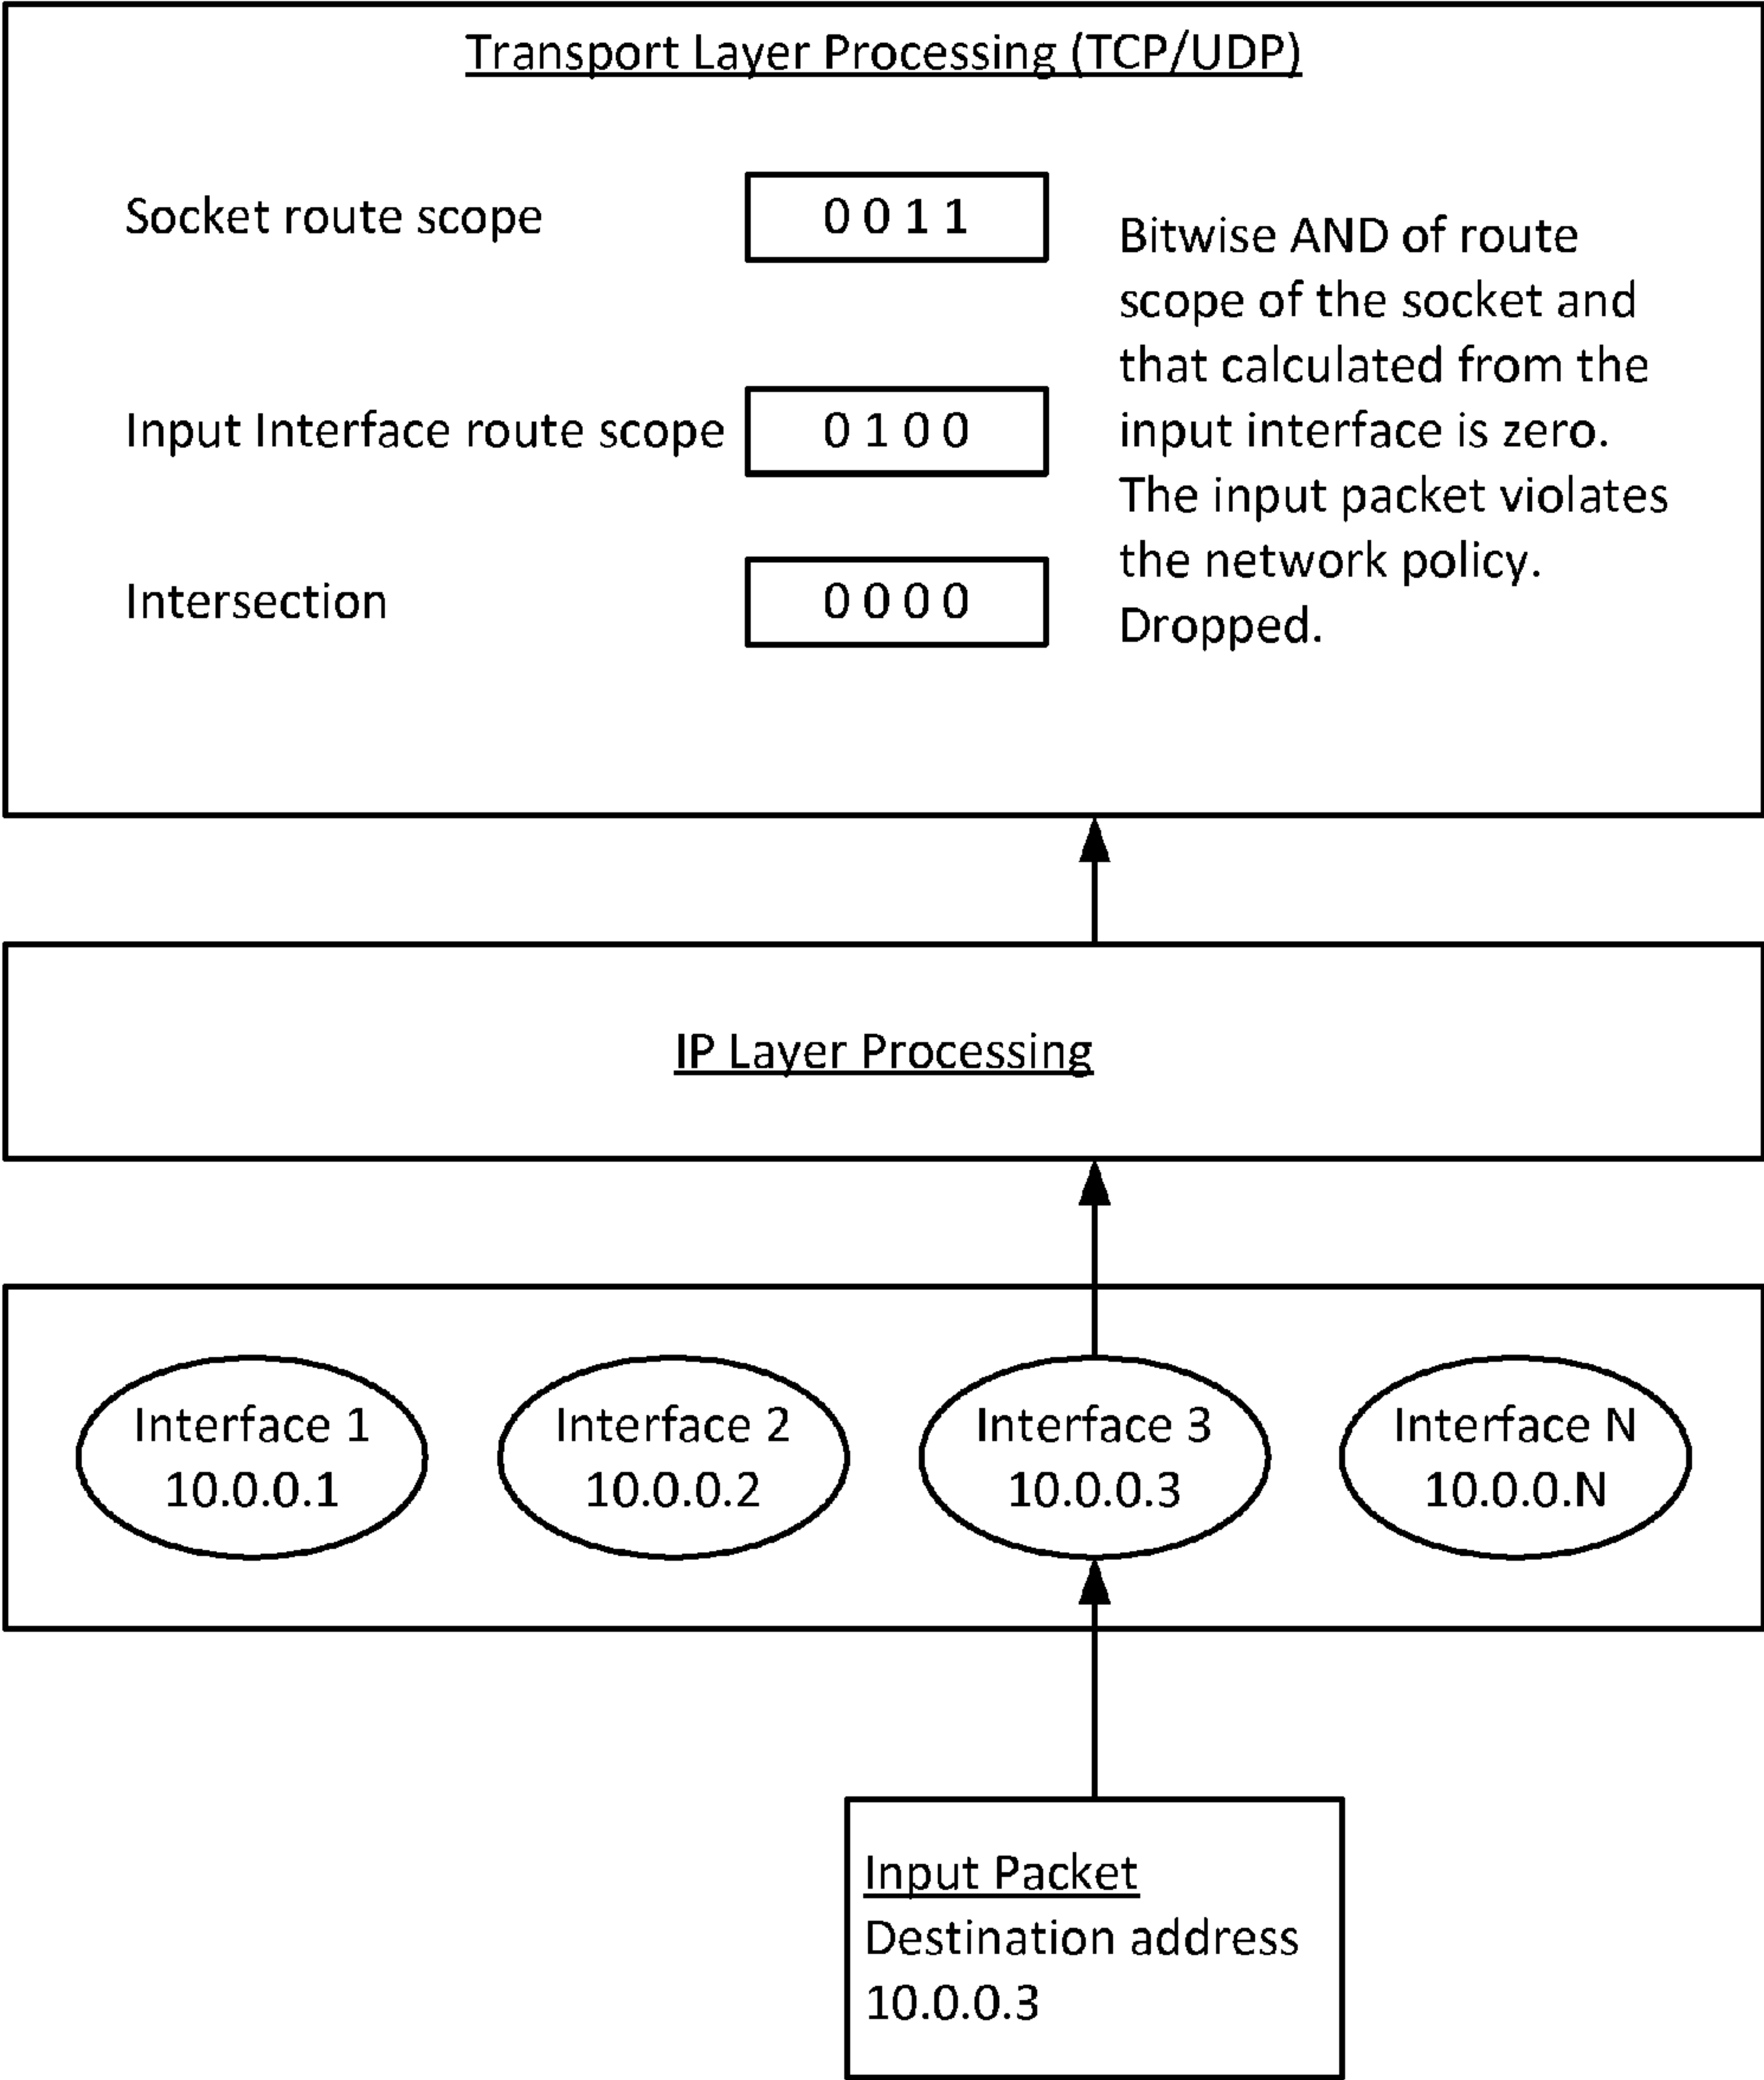 Transport Layer Processing (TCP/UDP)
Socket route scope
0 0 1 1
Input Interface route scope
0 1 0 0
Intersection
0 0 0 0
Bitwise AND of route
scope of the socket and
that calculated from the
input interface is zero.
The input packet violates
the network policy.
Dropped.
IP Layer Processing
Interface 1
10.0.0.1
Interface 2
10.0.0.2
Interface 3
10.0.0.3
Interface N
10.0.0.N
Input Packet
Destination address
10.0.0.3